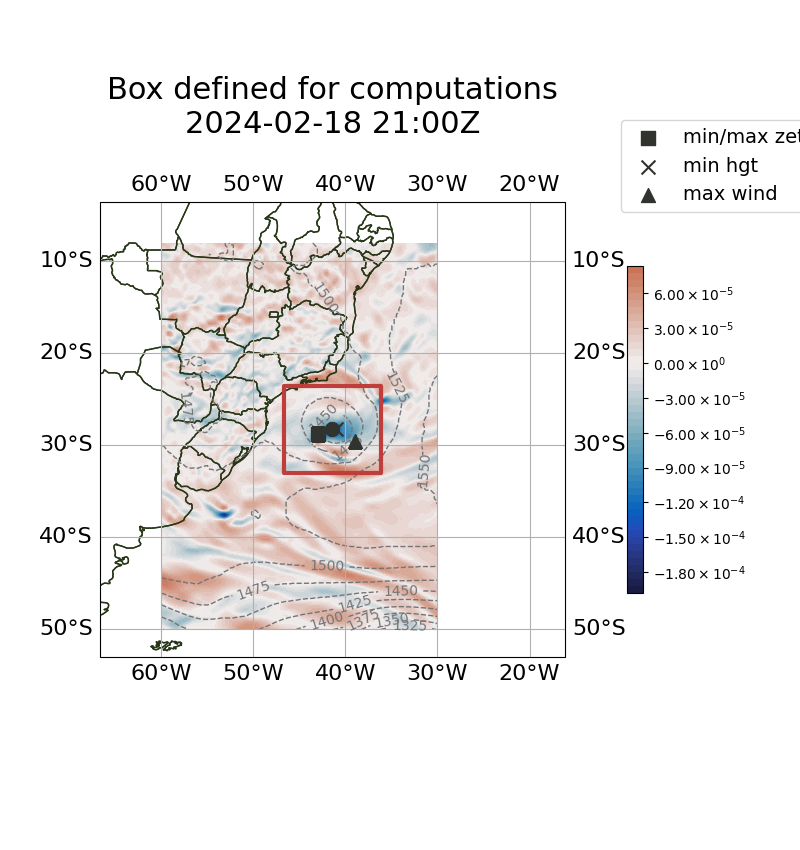 Box defined for computations
2024-02-18 21:00Z
min/max zet
min hgt
max wind
60°W 50°W 40°W 30°W 20°W
10°S 10°S
20°S 20°S
30°S 30°S
40°S 40°S
50°S 50°S
60°W 50°W 40°W 30°W 20°W
1500
1525
1475
1550
1500
1475
1450
1425
1400
1375
1350
1325
6.00 × 10⁻⁵
3.00 × 10⁻⁵
0.00 × 10⁰
−3.00 × 10⁻⁵
−6.00 × 10⁻⁵
−9.00 × 10⁻⁵
−1.20 × 10⁻⁴
−1.50 × 10⁻⁴
−1.80 × 10⁻⁴